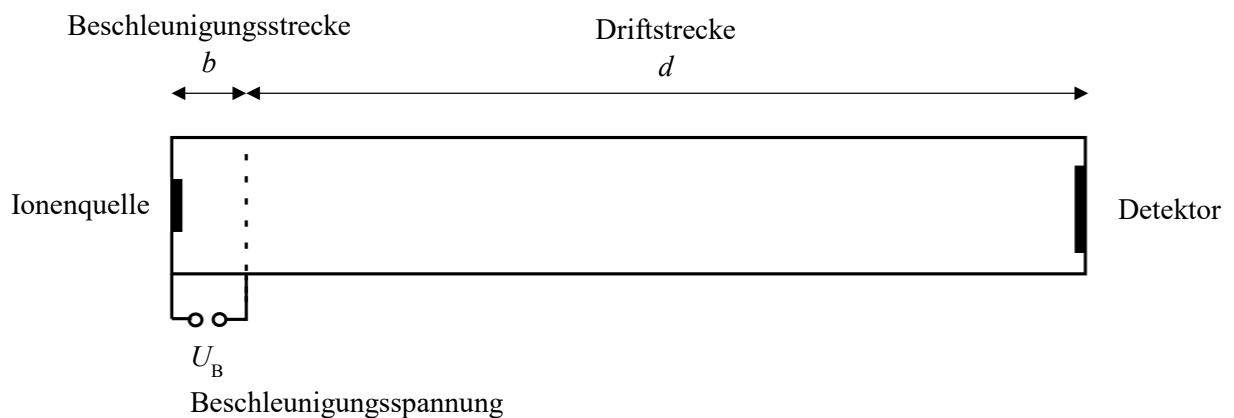 Beschleunigungsstrecke
b
Driftstrecke
d
Ionenquelle
Detektor
U_B
Beschleunigungsspannung